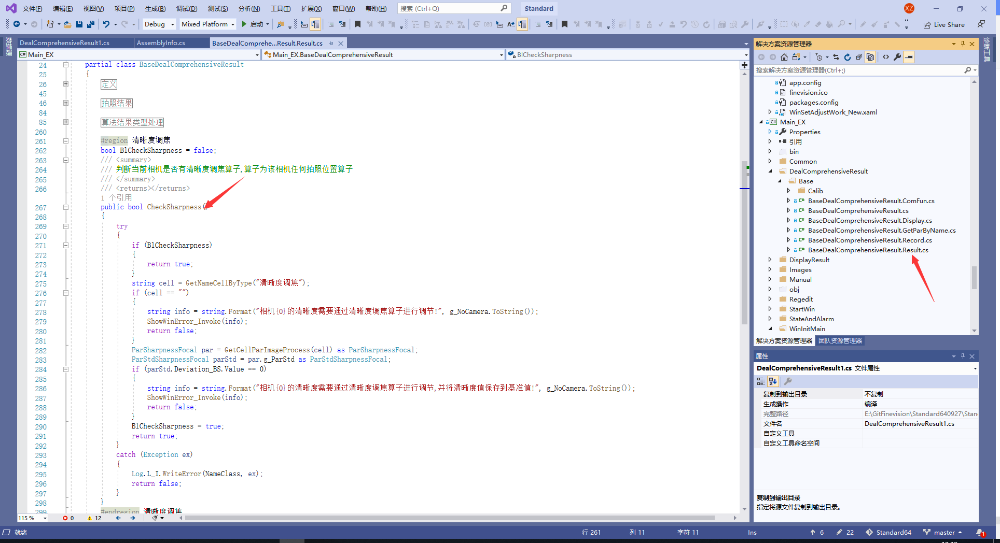 文件(F) 编辑(E) 视图(V) 项目(P) 生成(B) 调试(D) 测试(S) 分析(N) 工具(T) 扩展(X) 窗口(W) 帮助(H) 搜索 (Ctrl+Q) Standard XZ
Debug Mixed Platform 启动 Live Share
数据源
DealComprehensiveResult1.cs AssemblyInfo.cs BaseDealComprehe...Result.Result.cs
Main_EX Main_EX.BaseDealComprehensiveResult BlCheckSharpness
24 partial class BaseDealComprehensiveResult
25 {
26 定义
45
46 拍照结果
84
85 算法结果类型处理
260
261 #region 清晰度调焦
262 bool BlCheckSharpness = false;
263 /// <summary>
264 /// 判断当前相机是否有清晰度调焦算子,算子为该相机任何拍照位置算子
265 /// </summary>
266 /// <returns></returns>
1 个引用
267 public bool CheckSharpness()
268 {
269 try
270 {
271 if (BlCheckSharpness)
272 {
273 return true;
274 }
275 string cell = GetNameCellByType("清晰度调焦");
276 if (cell == "")
277 {
278 string info = string.Format("相机{0}的清晰度需要通过清晰度调焦算子进行调节!", g_NoCamera.ToString());
279 ShowWinError_Invoke(info);
280 return false;
281 }
282 ParSharpnessFocal par = GetCellParImageProcess(cell) as ParSharpnessFocal;
283 ParStdSharpnessFocal parStd = par.g_ParStd as ParStdSharpnessFocal;
284 if (parStd.Deviation_BS.Value == 0)
285 {
286 string info = string.Format("相机{0}的清晰度需要通过清晰度调焦算子进行调节,并将清晰度值保存到基准值!", g_NoCamera.ToString());
287 ShowWinError_Invoke(info);
288 return false;
289 }
290 BlCheckSharpness = true;
291 return true;
292 }
293 catch (Exception ex)
294 {
295 Log.L_I.WriteError(NameClass, ex);
296 return false;
297 }
298 }
299 #endregion 清晰度调焦
115 % 0 12
解决方案资源管理器
搜索解决方案资源管理器(Ctrl+;)
app.config
finevision.ico
packages.config
WinSetAdjustWork_New.xaml
Main_EX
Properties
引用
bin
Common
DealComprehensiveResult
Base
Calib
BaseDealComprehensiveResult.ComFun.cs
BaseDealComprehensiveResult.cs
BaseDealComprehensiveResult.Display.cs
BaseDealComprehensiveResult.GetParByName.cs
BaseDealComprehensiveResult.Record.cs
BaseDealComprehensiveResult.Result.cs
DisplayResult
Images
Manual
obj
Regedit
StartWin
StateAndAlarm
WinInitMain
解决方案资源管理器 团队资源管理器
诊断工具
属性
DealComprehensiveResult1.cs 文件属性
复制到输出目录 不复制
生成操作 编译
完整路径 E:\GitFinevision\Standard640927\Stan
文件名 DealComprehensiveResult1.cs
自定义工具
自定义工具命名空间
复制到输出目录
指定将源文件复制到输出目录。
就绪 行 261 列 11 字符 11 Ins 6 22 Standard64 master 1